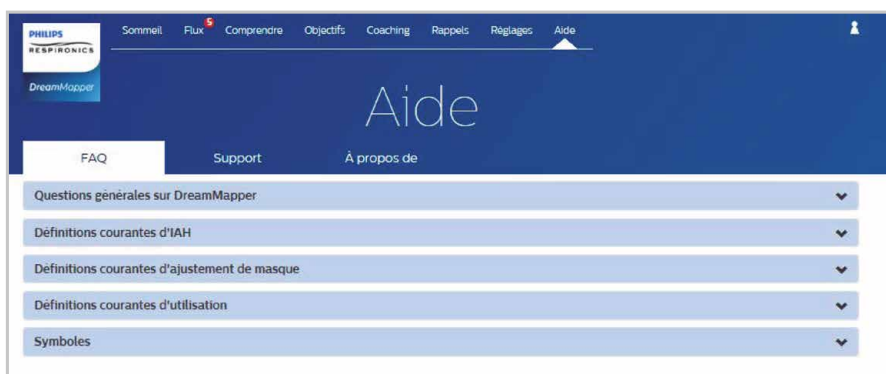 PHILIPS
RESPIRONICS
DreamMapper
Sommeil Flux 5 Comprendre Objectifs Coaching Rappels Réglages Aide
Aide
FAQ Support À propos de
Questions générales sur DreamMapper
Définitions courantes d'IAH
Définitions courantes d'ajustement de masque
Définitions courantes d'utilisation
Symboles